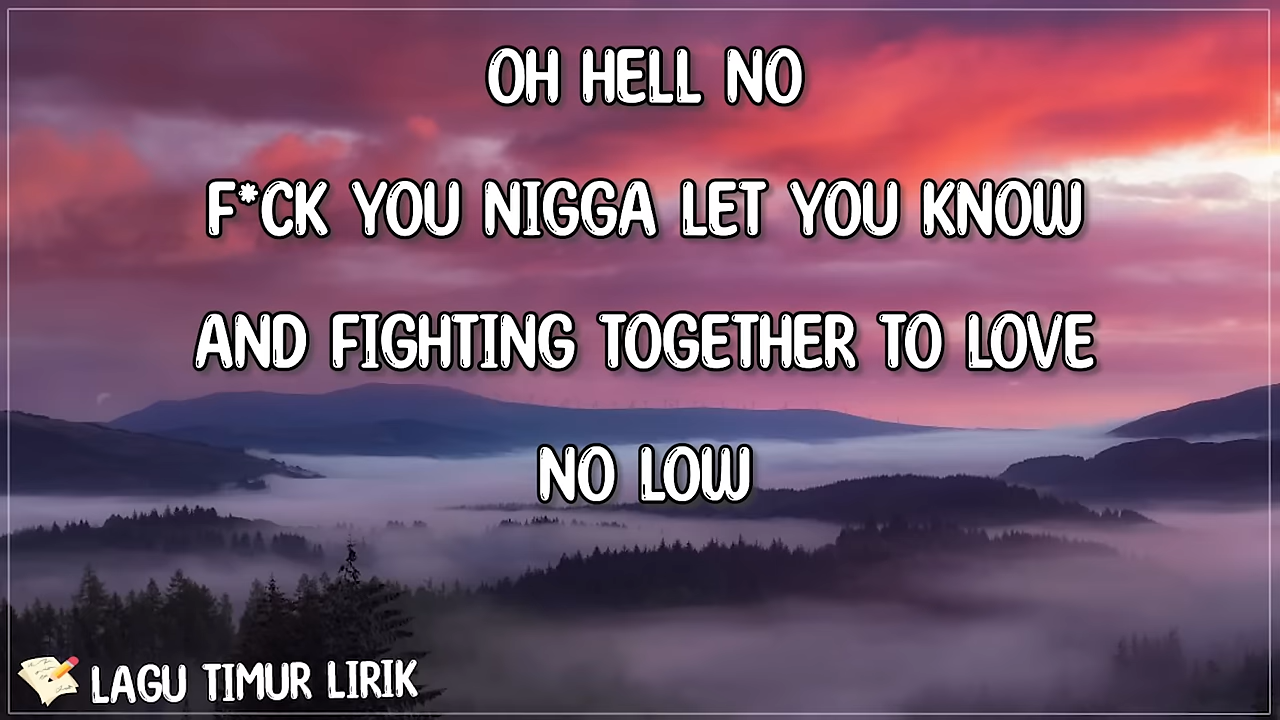 OH HELL NO
F*CK YOU NIGGA LET YOU KNOW
AND FIGHTING TOGETHER TO LOVE
NO LOW
LAGU TIMUR LIRIK